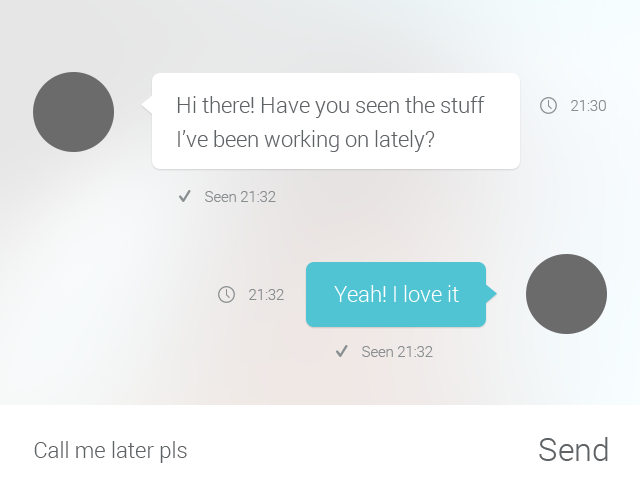 Hi there! Have you seen the stuff
I've been working on lately?
21:30
Seen 21:32
21:32
Yeah! I love it
Seen 21:32
Call me later pls
Send